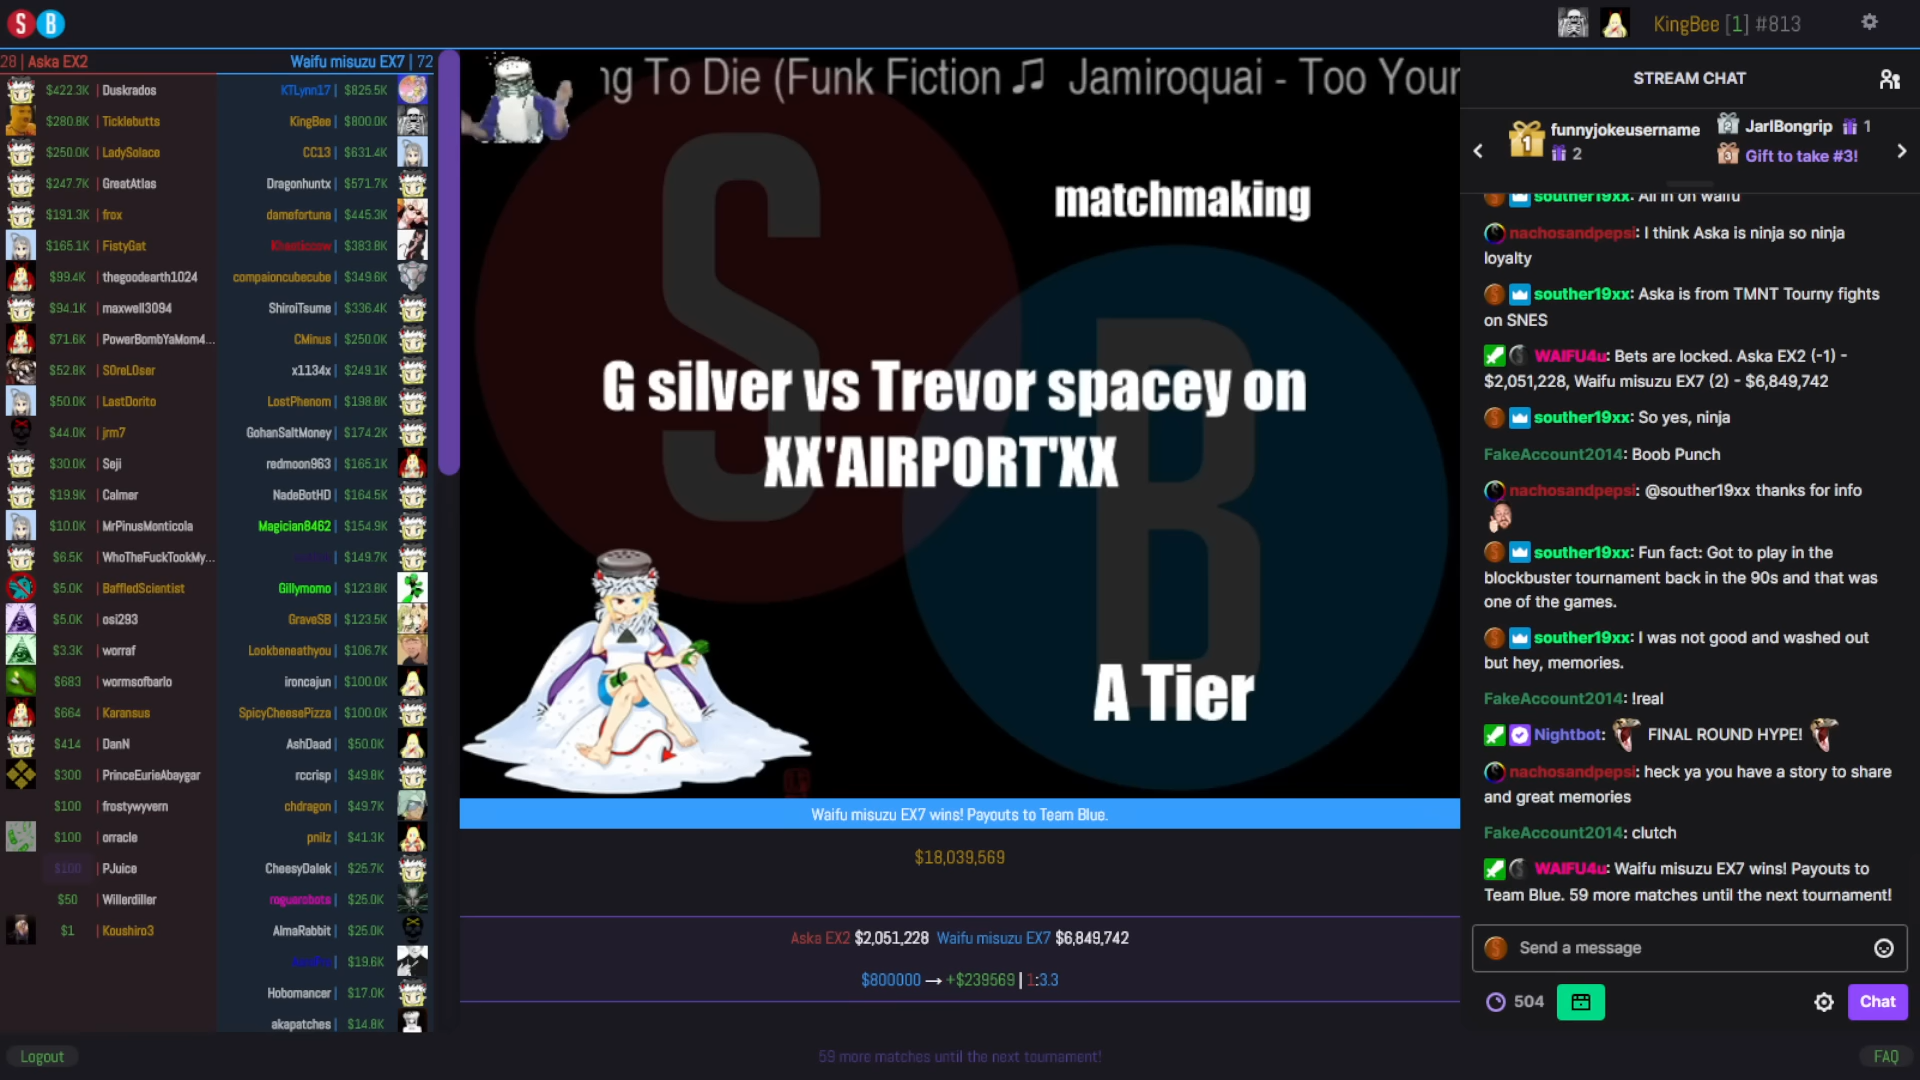 S B
KingBee [1] #813
28 | Aska EX2
Waifu misuzu EX7 | 72
$422.3K | Duskrados
$280.8K | Ticklebutts
$250.0K | LadySolace
$247.7K | GreatAtlas
$191.3K | frox
$165.1K | FistyGat
$99.4K | thegoodearth1024
$94.1K | maxwell3094
$71.6K | PowerBombYaMom4...
$52.8K | S0reL0ser
$50.0K | LastDorito
$44.0K | jrm7
$30.0K | Seji
$19.9K | Calmer
$10.0K | MrPinusMonticola
$6.5K | WhoTheFuckTookMy...
$5.0K | BaffledScientist
$5.0K | osi293
$3.3K | worraf
$683 | wormsofbarlo
$664 | Karansus
$414 | DanN
$300 | PrinceEurieAbaygar
$100 | frostywyvern
$100 | orracle
$100 | PJuice
$50 | Willerdiller
$1 | Koushiro3
KTLynn17 | $825.5K
KingBee | $800.0K
CC13 | $631.4K
Dragonhuntx | $571.7K
damefortuna | $445.3K
Khaoticcow | $383.8K
compaioncubecube | $349.6K
ShiroiTsume | $336.4K
CMinus | $250.0K
x1134x | $249.1K
LostPhenom | $198.8K
GohanSaltMoney | $174.2K
redmoon963 | $165.1K
NadeBotHD | $164.5K
Magician8462 | $154.9K
| $149.7K
Gillymomo | $123.8K
GraveSB | $123.5K
Lookbeneathyou | $106.7K
ironcajun | $100.0K
SpicyCheesePizza | $100.0K
AshDaad | $50.0K
rccrisp | $49.8K
chdragon | $49.7K
pnilz | $41.3K
CheesyDalek | $25.7K
roguerobots | $25.0K
AlmaRabbit | $25.0K
| $19.6K
Hobomancer | $17.0K
akapatches | $14.8K
ng To Die (Funk Fiction ♫ Jamiroquai - Too Your
S
B
matchmaking
G silver vs Trevor spacey on
XX'AIRPORT'XX
A Tier
Waifu misuzu EX7 wins! Payouts to Team Blue.
$18,039,569
Aska EX2 $2,051,228 Waifu misuzu EX7 $6,849,742
$800000 → +$239569 | 1:3.3
59 more matches until the next tournament!
Logout
STREAM CHAT
1 funnyjokeusername
2
2 JarlBongrip 1
3 Gift to take #3!
souther19xx: All in on waifu
nachosandpepsi: I think Aska is ninja so ninja
loyalty
souther19xx: Aska is from TMNT Tourny fights
on SNES
WAIFU4u: Bets are locked. Aska EX2 (-1) -
$2,051,228, Waifu misuzu EX7 (2) - $6,849,742
souther19xx: So yes, ninja
FakeAccount2014: Boob Punch
nachosandpepsi: @souther19xx thanks for info
souther19xx: Fun fact: Got to play in the
blockbuster tournament back in the 90s and that was
one of the games.
souther19xx: I was not good and washed out
but hey, memories.
FakeAccount2014: !real
Nightbot: FINAL ROUND HYPE!
nachosandpepsi: heck ya you have a story to share
and great memories
FakeAccount2014: clutch
WAIFU4u: Waifu misuzu EX7 wins! Payouts to
Team Blue. 59 more matches until the next tournament!
Send a message
504
Chat
FAQ